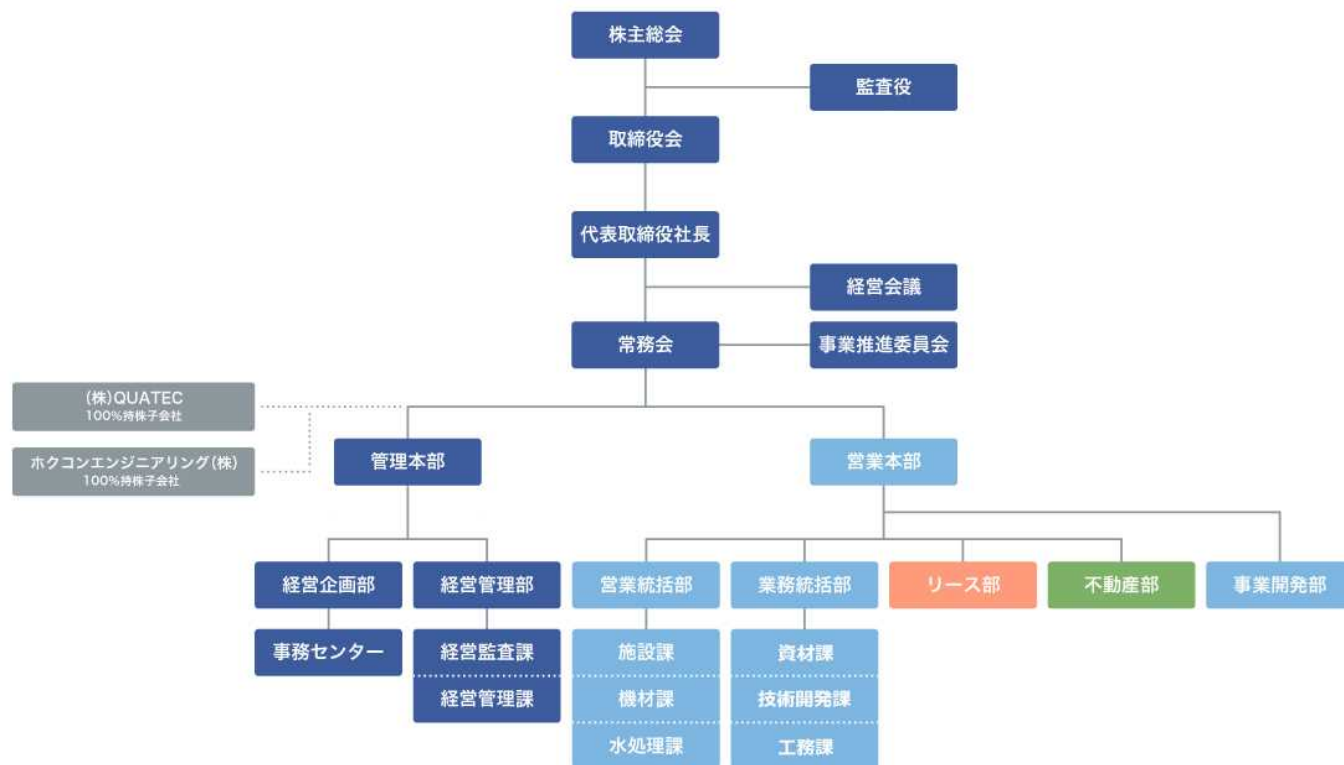 株主総会
監査役
取締役会
代表取締役社長
経営会議
常務会
事業推進委員会
(株)QUATEC
100%持株子会社
ホクコンエンジニアリング(株)
100%持株子会社
管理本部
営業本部
経営企画部
経営管理部
営業統括部
業務統括部
リース部
不動産部
事業開発部
事務センター
経営監査課
施設課
資材課
経営管理課
機材課
技術開発課
水処理課
工務課